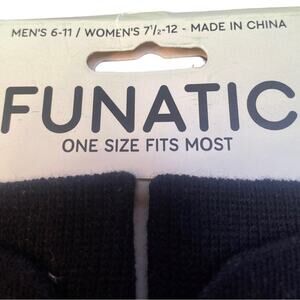 MEN'S 6-11 / WOMEN'S 7½-12 - MADE IN CHINA
FUNATIC
ONE SIZE FITS MOST